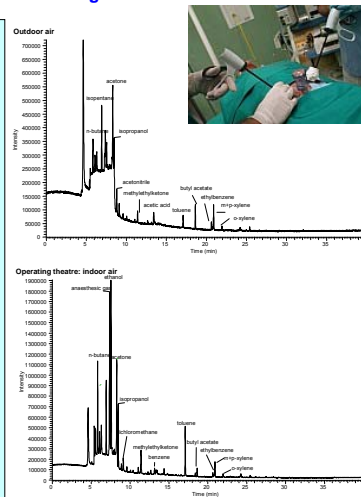 Outdoor air
700000
650000
600000
550000
500000
450000
400000
350000
300000
250000
200000
150000
100000
50000
0
Intensity
acetone
isopentane
n-butane
isopropanol
acetonitrile
methylethylketone
acetic acid
toluene
butyl acetate
ethylbenzene
m+p-xylene
o-xylene
0 5 10 15 20 25 30 35
Time (min)
Operating theatre: indoor air
1900000
1800000
1700000
1600000
1500000
1400000
1300000
1200000
1100000
1000000
900000
800000
700000
600000
500000
400000
300000
200000
100000
0
Intensity
ethanol
anaesthesic gas
n-butane
acetone
isopropanol
dichloromethane
methylethylketone
benzene
toluene
butyl acetate
ethylbenzene
m+p-xylene
o-xylene
0 5 10 15 20 25 30 35
Time (min)